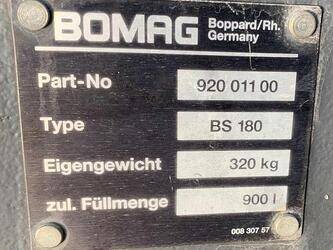 BOMAG Boppard/Rh.
Germany
Part-No 920 011 00
Type BS 180
Eigengewicht 320 kg
zul. Füllmenge 900 l
008 307 57